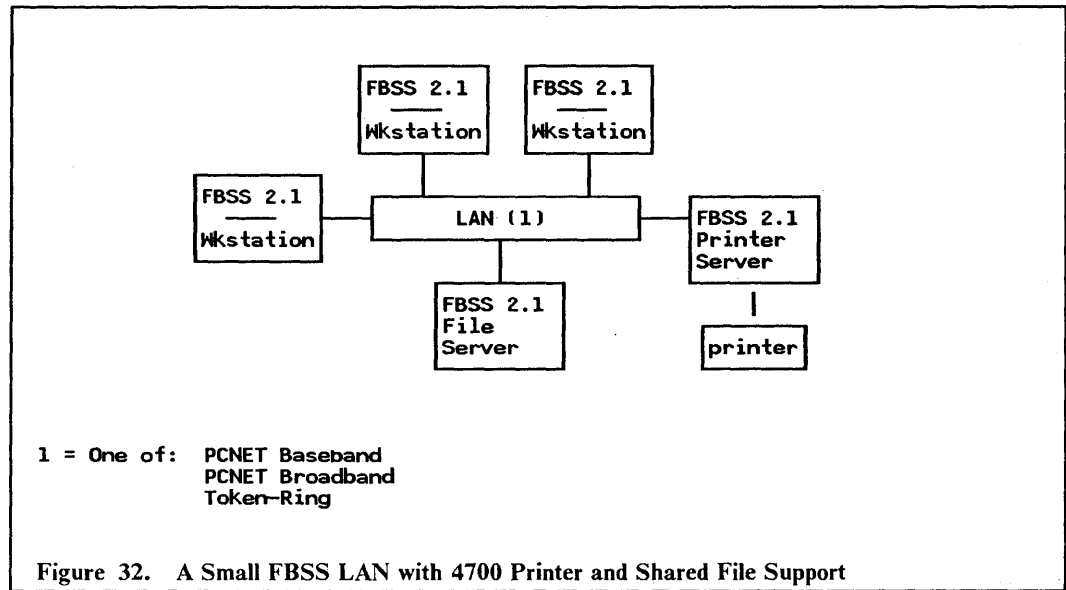 FBSS 2.1
Wkstation
FBSS 2.1
Wkstation
FBSS 2.1
Wkstation
LAN (1)
FBSS 2.1
Printer
Server
FBSS 2.1
File
Server
printer
1 = One of: PCNET Baseband
PCNET Broadband
Token-Ring
Figure 32. A Small FBSS LAN with 4700 Printer and Shared File Support